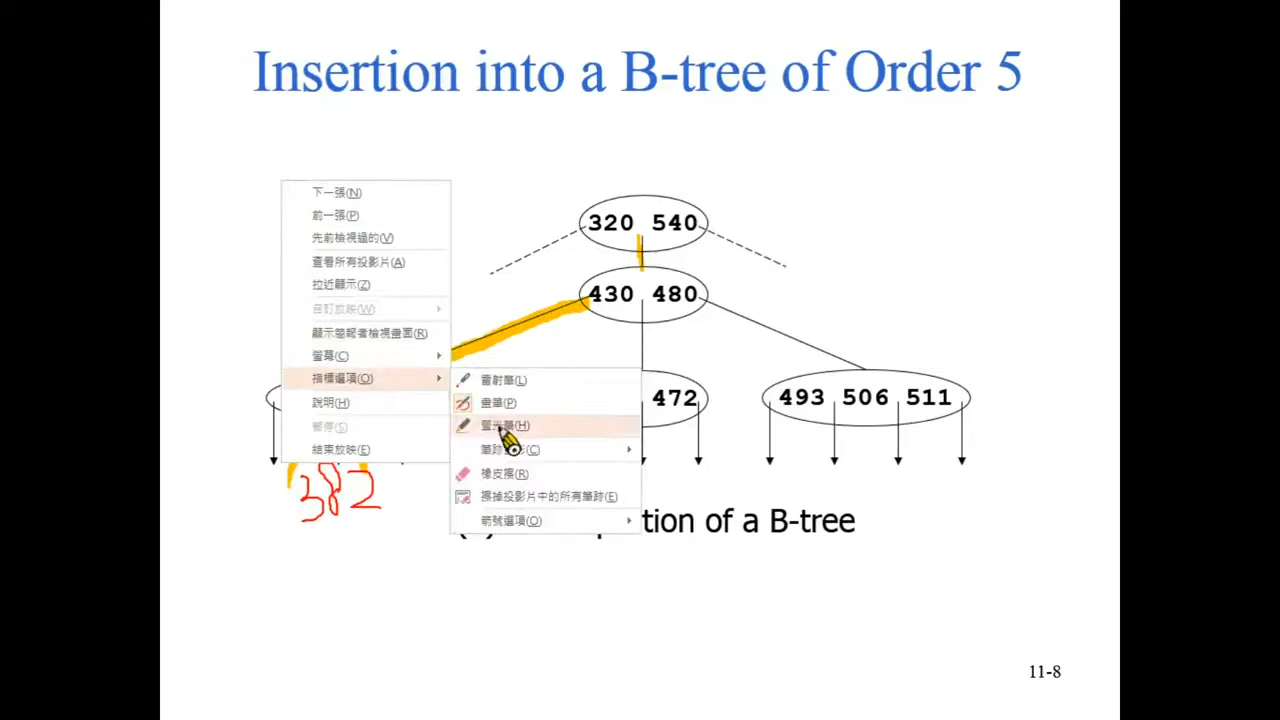 Insertion into a B-tree of Order 5
320 540
430 480
472
493 506 511
下一張(N)
前一張(P)
先前檢視過的(V)
查看所有投影片(A)
拉近顯示(Z)
自訂放映(W)
顯示簡報者檢視畫面(R)
螢幕(C)
指標選項(O)
說明(H)
暫停(S)
結束放映(E)
雷射筆(L)
畫筆(P)
螢光筆(H)
橡皮擦(R)
擦掉投影片中的所有筆跡(E)
箭號選項(O)
382
tion of a B-tree
11-8